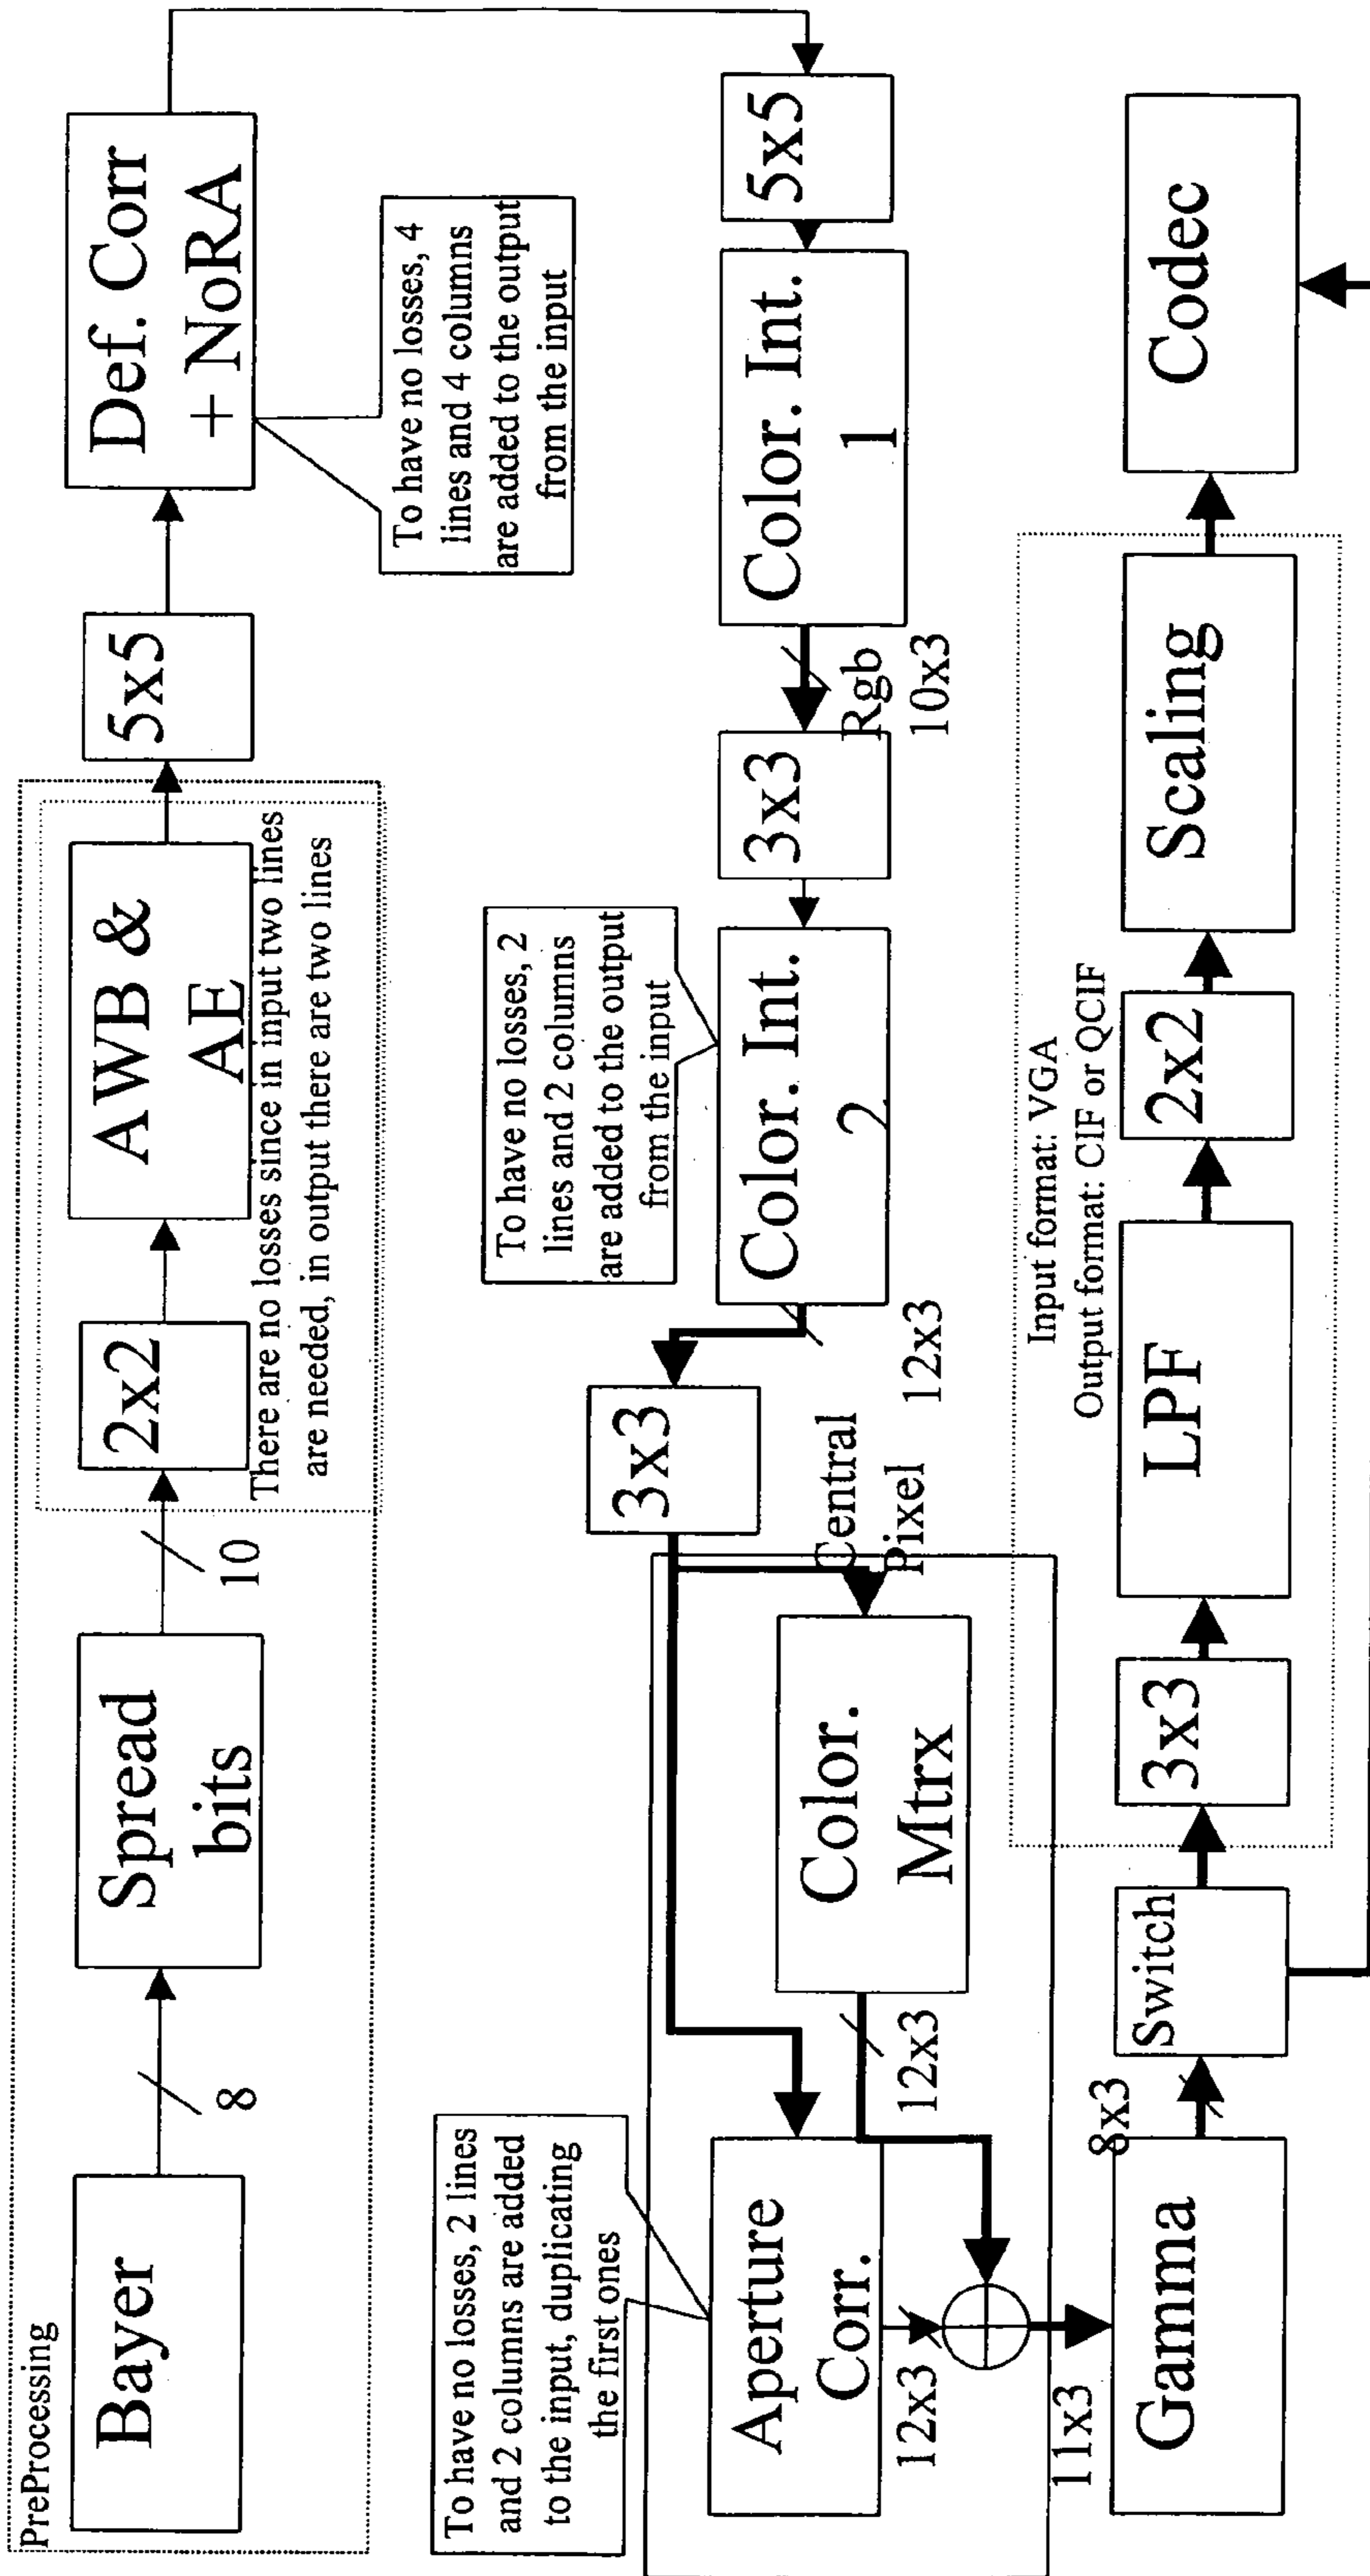 PreProcessing
Bayer
8
Spread
bits
10
2x2
AWB &
AE
There are no losses since in input two lines
are needed, in output there are two lines
5x5
Def. Corr
+ NoRA
To have no losses, 4
lines and 4 columns
are added to the output
from the input
5x5
Color. Int.
1
Rgb
10x3
3x3
To have no losses, 2
lines and 2 columns
are added to the output
from the input
Color. Int.
2
12x3
3x3
Central
Pixel
Color.
Mtrx
12x3
To have no losses, 2 lines
and 2 columns are added
to the input, duplicating
the first ones
Aperture
Corr.
12x3
11x3
Gamma
8x3
Switch
Input format: VGA
Output format: CIF or QCIF
3x3
LPF
2x2
Scaling
Codec